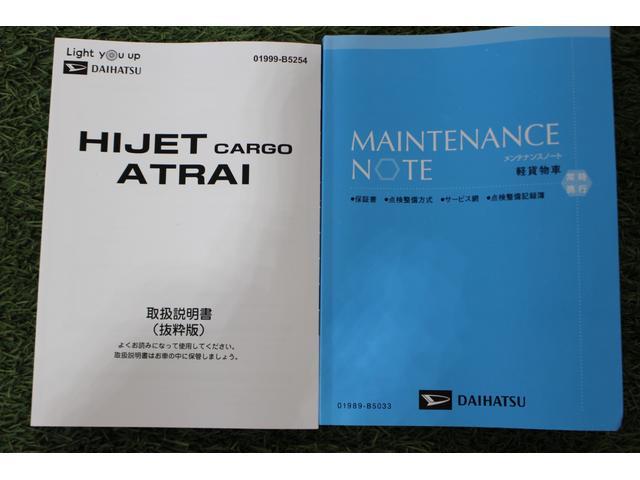 Light you up
DAIHATSU
01999-B5254
HIJET CARGO
ATRAI
取扱説明書
（抜粋版）
よくお読みになって使用してください。
取扱説明書はお車の中に保管しましょう。
MAINTENANCE
NOTE
メンテナンスノート
軽貨物車
常時
携行
●保証書 ●点検整備方式 ●サービス網 ●点検整備記録簿
01989-B5033
DAIHATSU